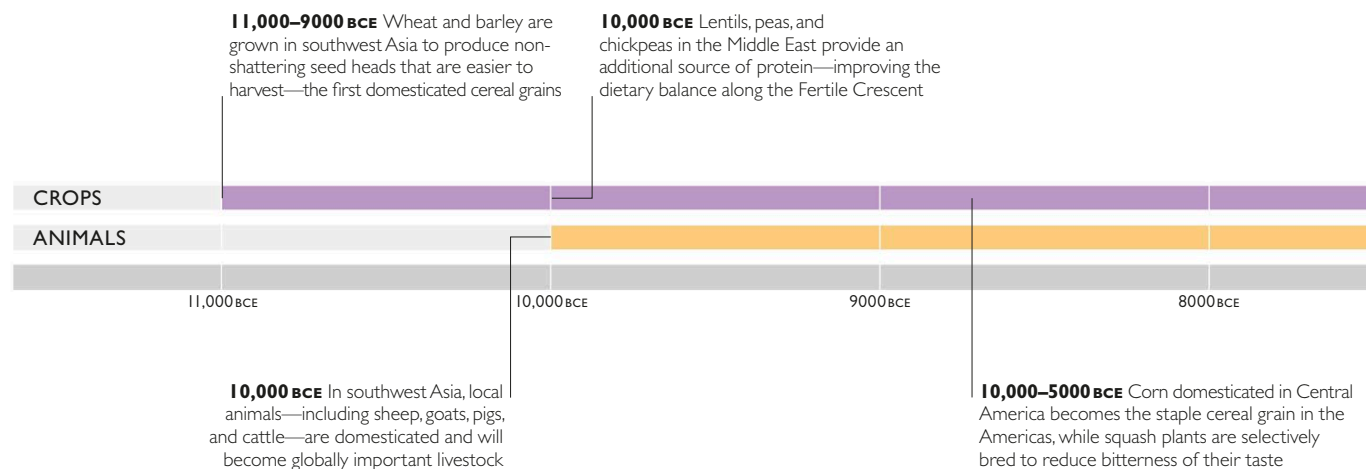 11,000–9000 BCE Wheat and barley are
grown in southwest Asia to produce non-
shattering seed heads that are easier to
harvest—the first domesticated cereal grains
10,000 BCE Lentils, peas, and
chickpeas in the Middle East provide an
additional source of protein—improving the
dietary balance along the Fertile Crescent
CROPS
ANIMALS
11,000 BCE
10,000 BCE
9000 BCE
8000 BCE
10,000 BCE In southwest Asia, local
animals—including sheep, goats, pigs,
and cattle—are domesticated and will
become globally important livestock
10,000–5000 BCE Corn domesticated in Central
America becomes the staple cereal grain in the
Americas, while squash plants are selectively
bred to reduce bitterness of their taste